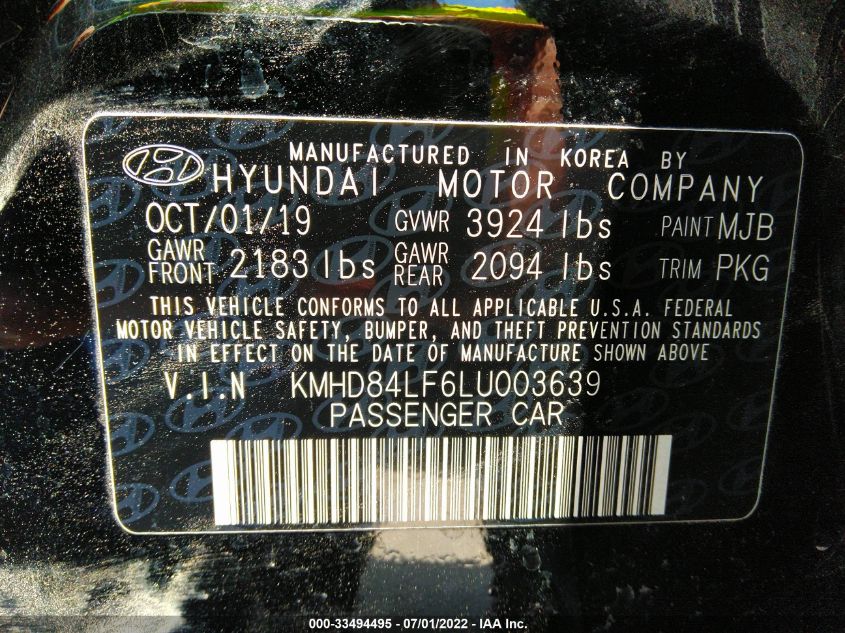 MANUFACTURED IN KOREA BY
HYUNDAI MOTOR COMPANY
OCT/01/19 GVWR 3924 lbs PAINT MJB
GAWR FRONT 2183 lbs GAWR REAR 2094 lbs TRIM PKG
THIS VEHICLE CONFORMS TO ALL APPLICABLE U.S.A. FEDERAL
MOTOR VEHICLE SAFETY, BUMPER, AND THEFT PREVENTION STANDARDS
IN EFFECT ON THE DATE OF MANUFACTURE SHOWN ABOVE
V.I.N KMHD84LF6LU003639
PASSENGER CAR
000-33494495 / 07/01/2022 - IAA Inc.